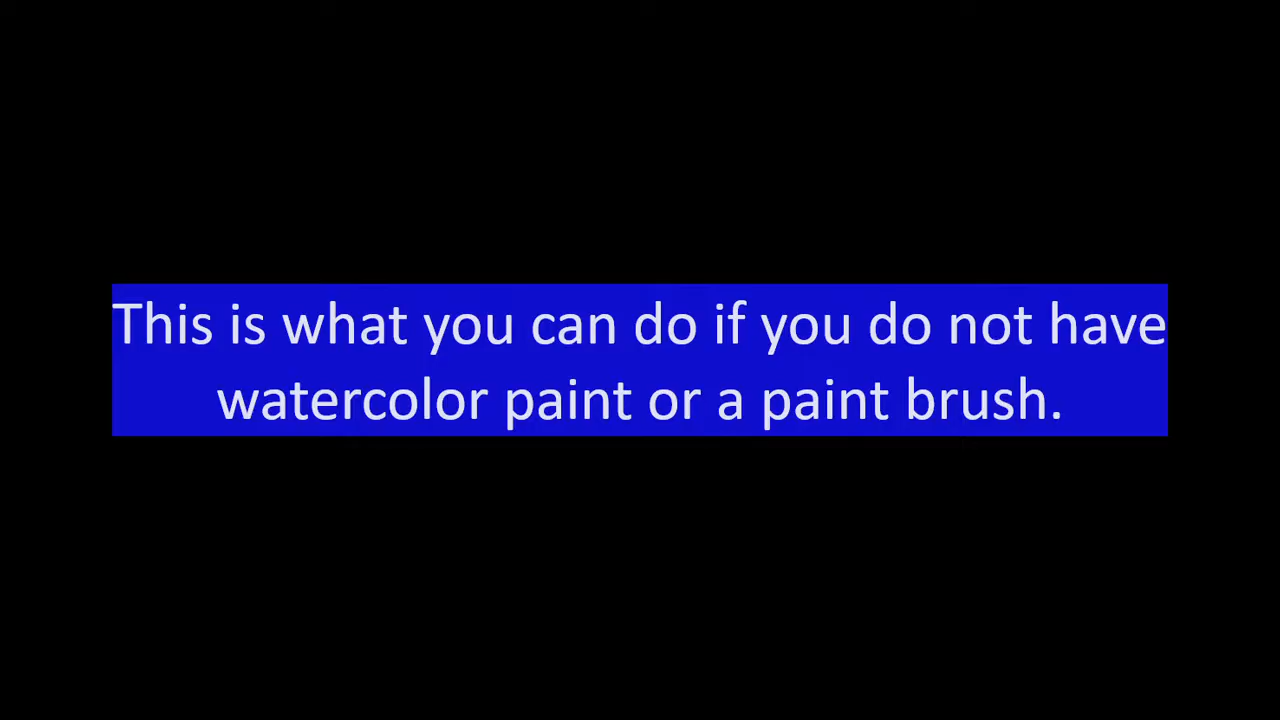 This is what you can do if you do not have
watercolor paint or a paint brush.